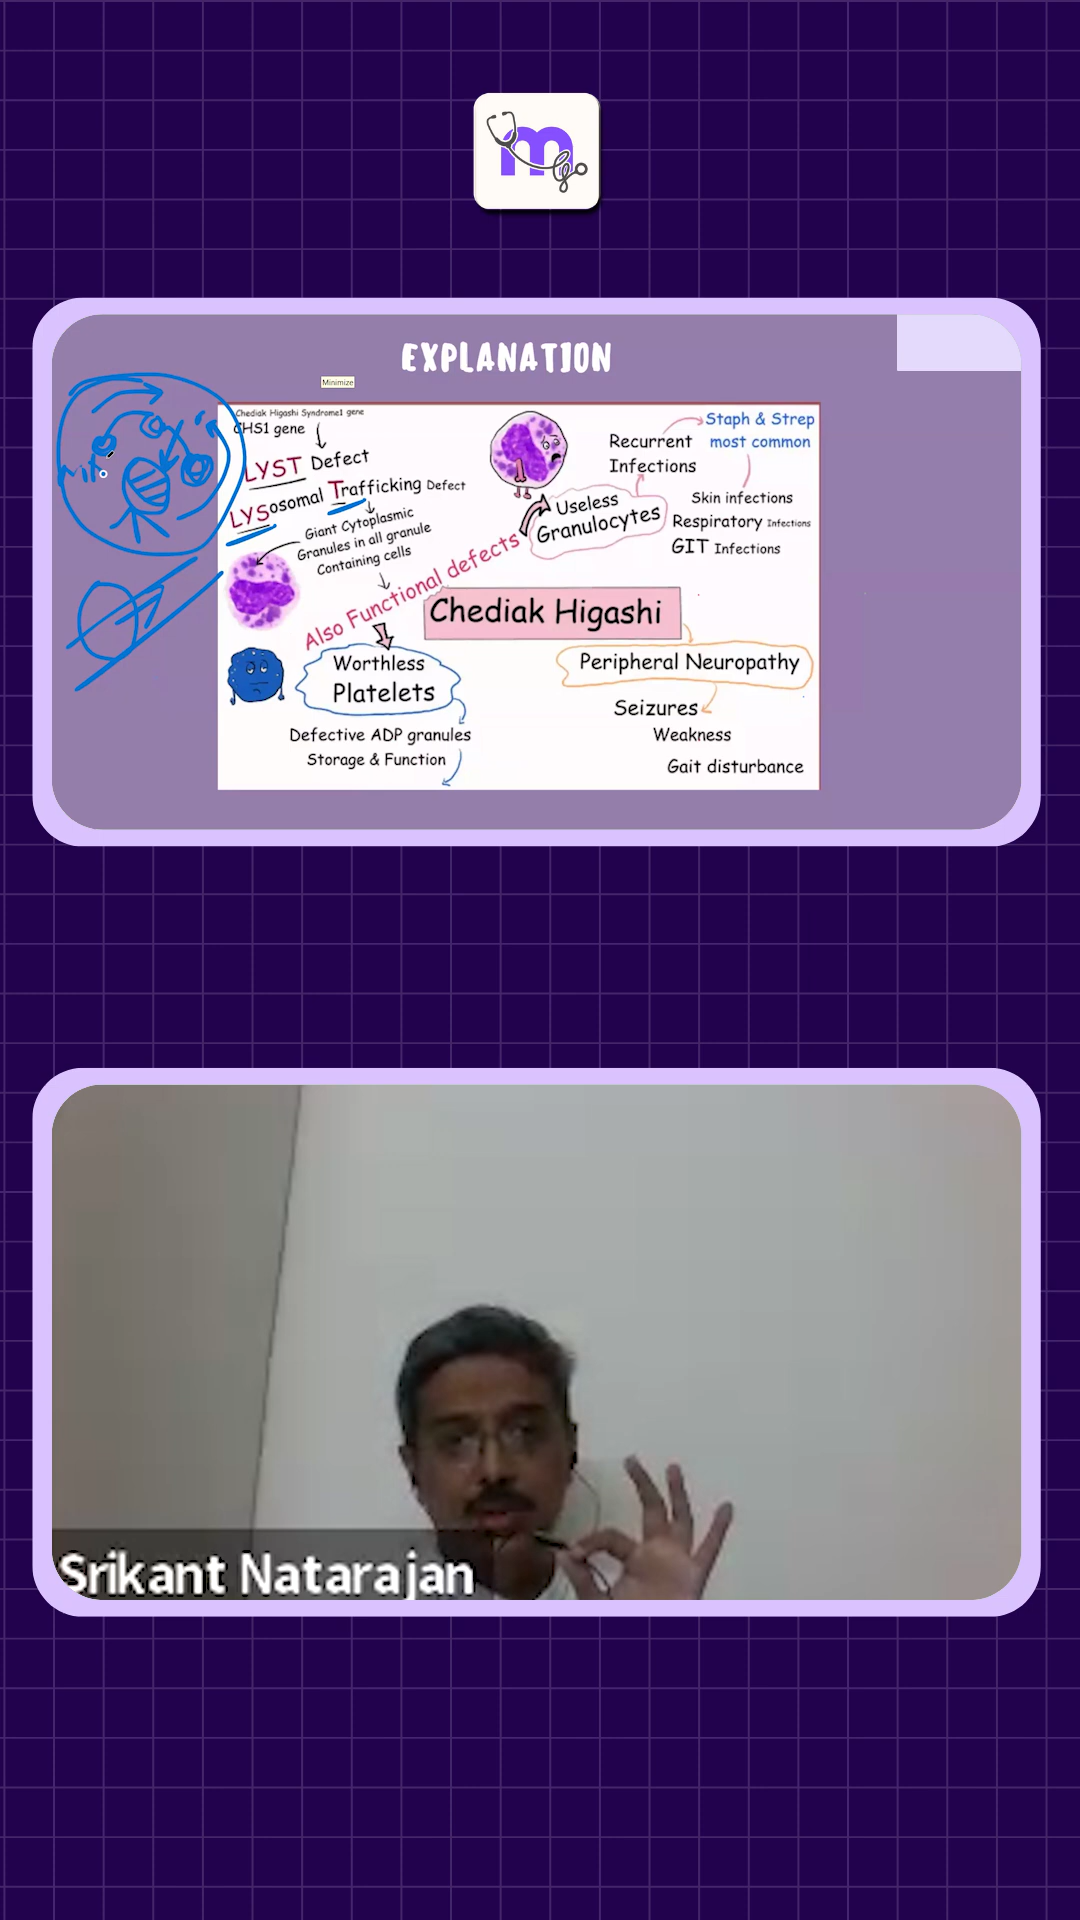 m
go
EXPLANATION
Minimize
Chediak Higashi Syndrome1 gene
CHS1 gene
LYST Defect
LYSosomal Trafficking Defect
Giant Cytoplasmic
Granules in all granule
Containing cells
Also Functional defects
Worthless
Platelets
Defective ADP granules
Storage & Function
Useless
Granulocytes
Recurrent
Infections
Staph & Strep
most common
Skin infections
Respiratory Infections
GIT Infections
Chediak Higashi
Peripheral Neuropathy
Seizures
Weakness
Gait disturbance
Srikant Natarajan